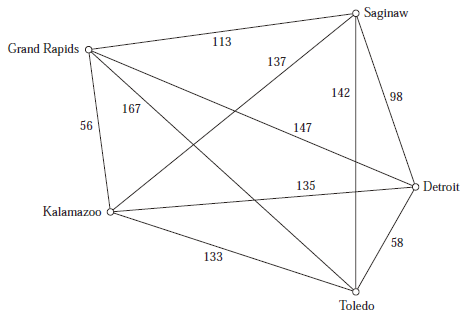 Saginaw
Grand Rapids
113
137
142
98
167
56
147
135
Detroit
Kalamazoo
133
58
Toledo